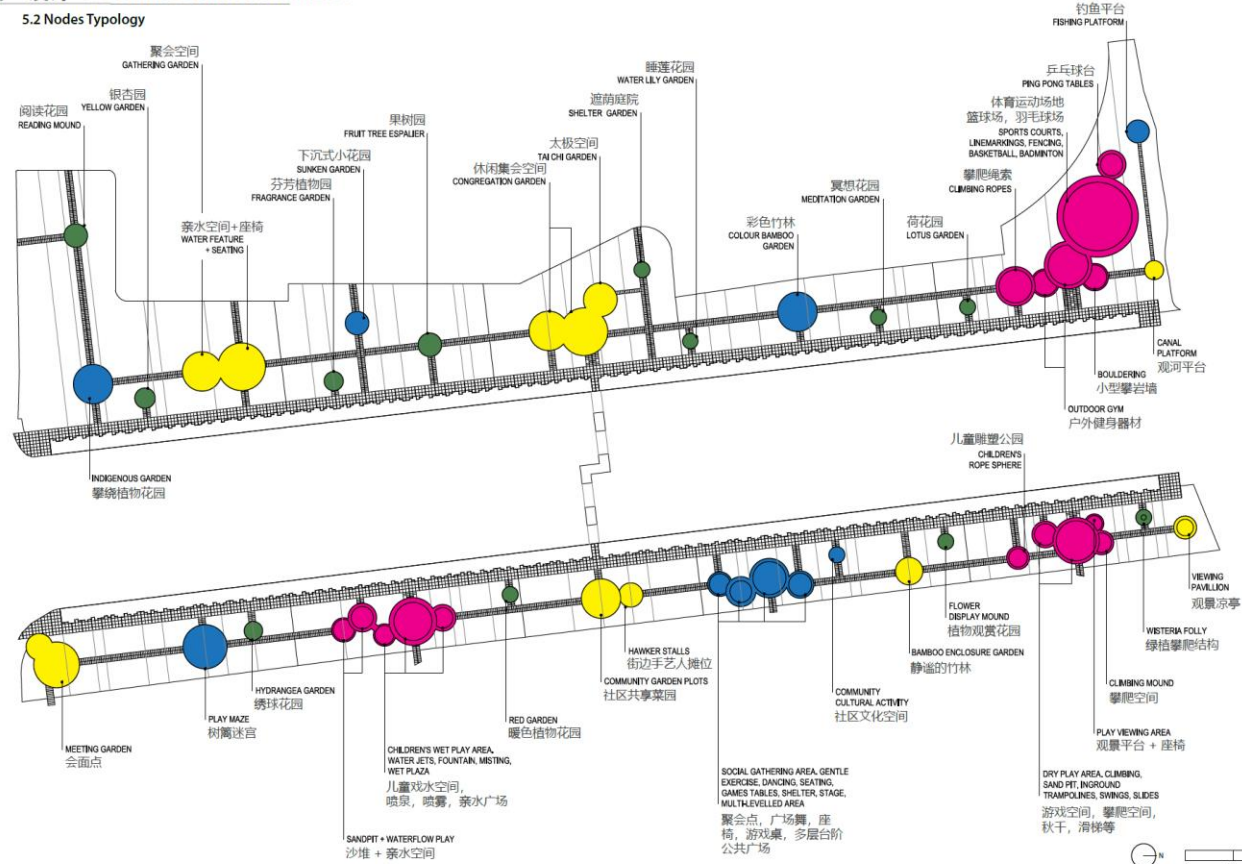 5.2 Nodes Typology
钓鱼平台
FISHING PLATFORM
聚会空间
GATHERING GARDEN
银杏园
YELLOW GARDEN
阅读花园
READING MOUND
睡莲花园
WATER LILY GARDEN
遮荫庭院
SHELTER GARDEN
乒乓球台
PING PONG TABLES
体育运动场地
篮球场，羽毛球场
SPORTS COURTS,
LINEMARKINGS, FENCING,
BASKETBALL, BADMINTON
果树园
FRUIT TREE ESPALIER
太极空间
TAI CHI GARDEN
下沉式小花园
SUNKEN GARDEN
休闲集会空间
CONGREGATION GARDEN
芬芳植物园
FRAGRANCE GARDEN
攀爬绳索
CLIMBING ROPES
冥想花园
MEDITATION GARDEN
荷花园
LOTUS GARDEN
亲水空间+座椅
WATER FEATURE
+ SEATING
彩色竹林
COLOUR BAMBOO
GARDEN
CANAL
PLATFORM
观河平台
BOULDERING
小型攀岩墙
OUTDOOR GYM
户外健身器材
INDIGENOUS GARDEN
攀绕植物花园
儿童雕塑公园
CHILDREN'S
ROPE SPHERE
VIEWING
PAVILLION
观景凉亭
FLOWER
DISPLAY MOUND
植物观赏花园
WISTERIA FOLLY
绿植攀爬结构
HAWKER STALLS
街边手艺人摊位
BAMBOO ENCLOSURE GARDEN
静谧的竹林
COMMUNITY GARDEN PLOTS
社区共享菜园
CLIMBING MOUND
攀爬空间
HYDRANGEA GARDEN
绣球花园
COMMUNITY
CULTURAL ACTIVITY
社区文化空间
PLAY MAZE
树篱迷宫
RED GARDEN
暖色植物花园
PLAY VIEWING AREA
观景平台 + 座椅
MEETING GARDEN
会面点
CHILDREN'S WET PLAY AREA,
WATER JETS, FOUNTAIN, MISTING,
WET PLAZA
儿童戏水空间，
喷泉，喷雾，亲水广场
SOCIAL GATHERING AREA, GENTLE
EXERCISE, DANCING, SEATING,
GAMES TABLES, SHELTER, STAGE,
MULTI-LEVELLED AREA
聚会点，广场舞，座
椅，游戏桌，多层台阶
公共广场
DRY PLAY AREA, CLIMBING,
SAND PIT, INGROUND
TRAMPOLINES, SWINGS, SLIDES
游戏空间，攀爬空间，
秋千，滑梯等
SANDPIT + WATERFLOW PLAY
沙堆 + 亲水空间
N